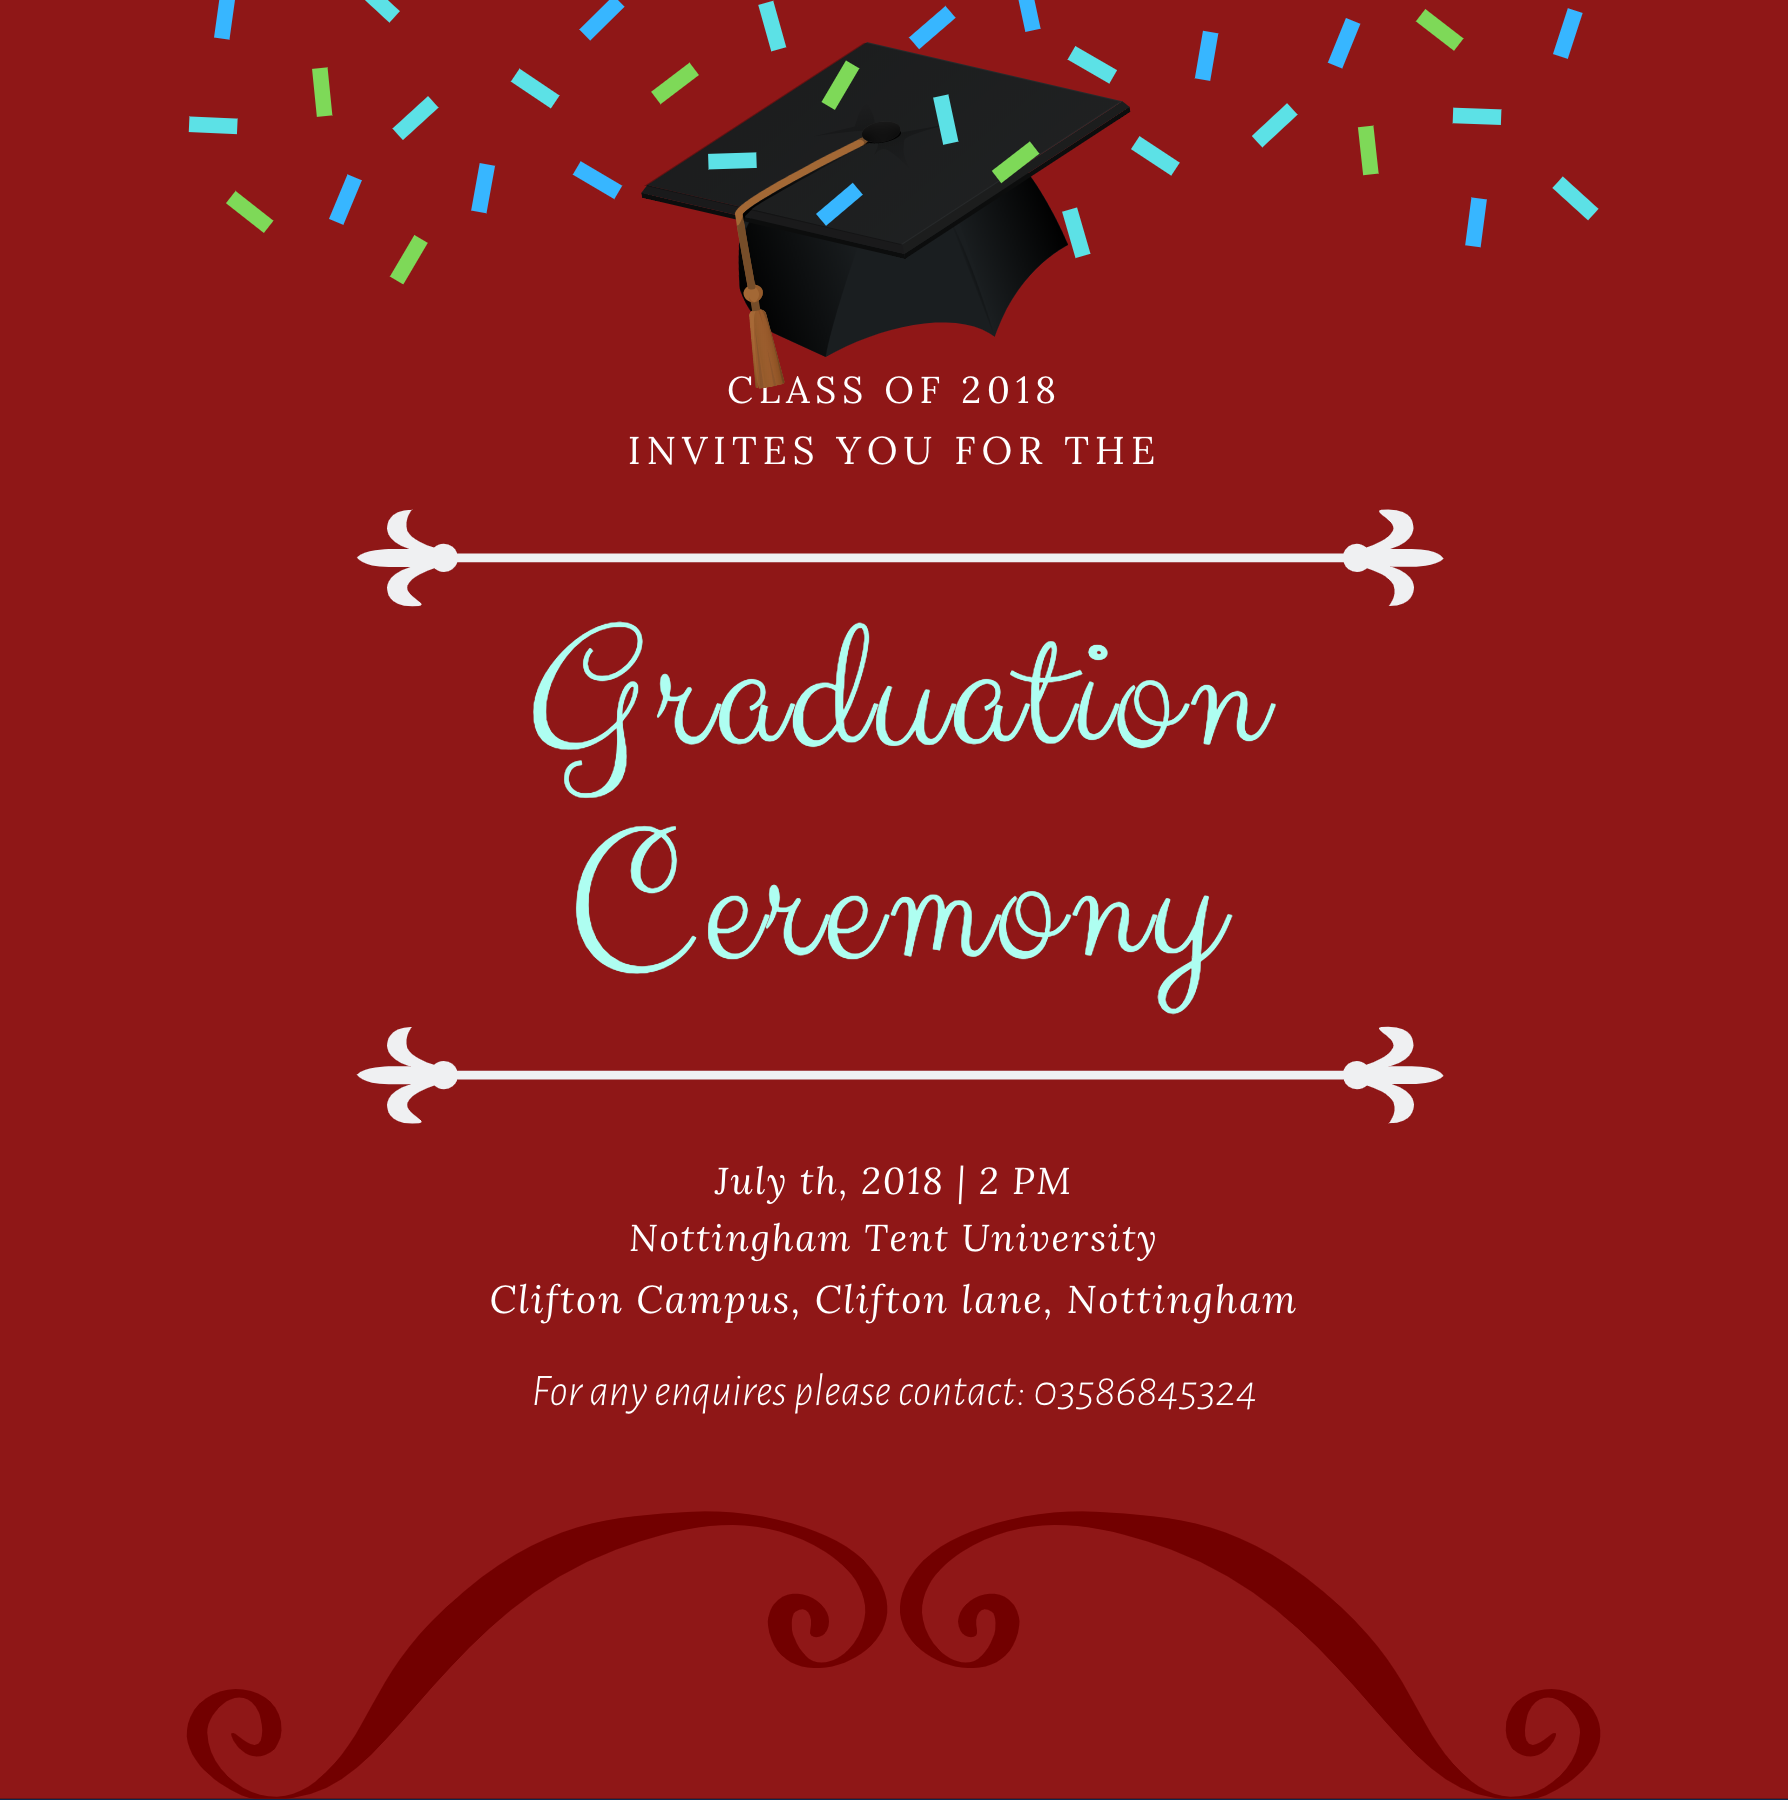 CLASS OF 2018
INVITES YOU FOR THE
Graduation
Ceremony
July th, 2018 | 2 PM
Nottingham Tent University
Clifton Campus, Clifton lane, Nottingham
For any enquires please contact: 03586845324